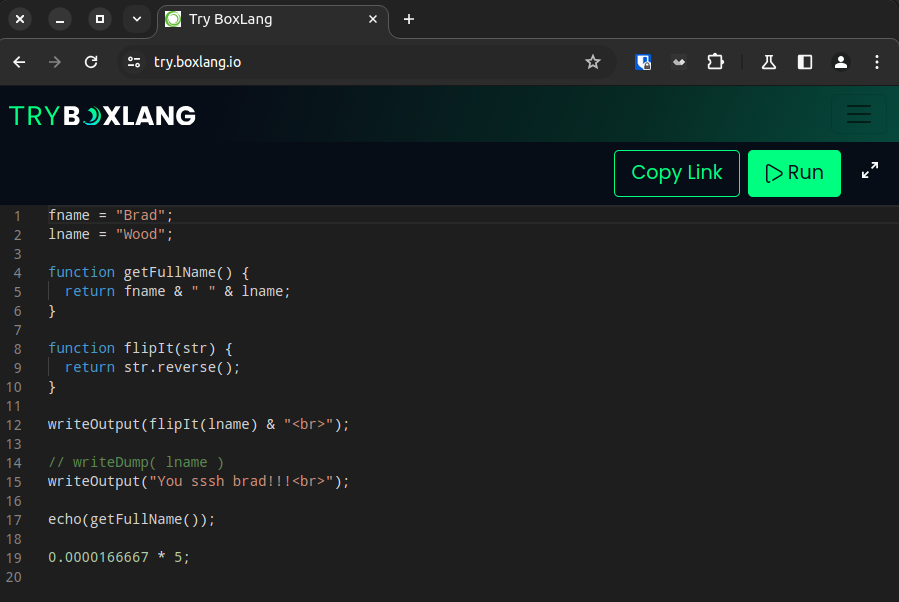 Try BoxLang
try.boxlang.io
TRYBOXLANG
Copy Link
Run
1 fname = "Brad";
2 lname = "Wood";
3
4 function getFullName() {
5   return fname & " " & lname;
6 }
7
8 function flipIt(str) {
9   return str.reverse();
10 }
11
12 writeOutput(flipIt(lname) & "<br>");
13
14 // writeDump( lname )
15 writeOutput("You sssh brad!!!<br>");
16
17 echo(getFullName());
18
19 0.0000166667 * 5;
20